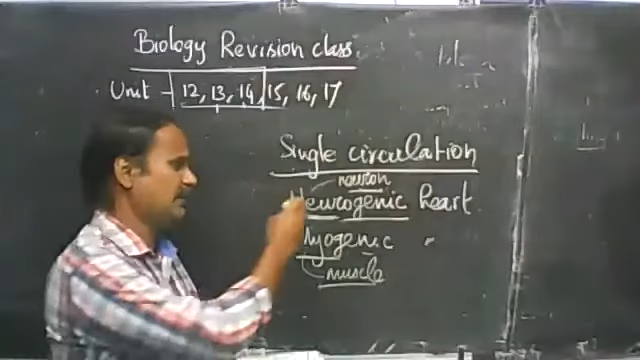 Biology Revision class
Unit - 12, 13, 14, 15, 16, 17
Single circulation
neuron
Neurogenic heart
Myogenic "
muscle